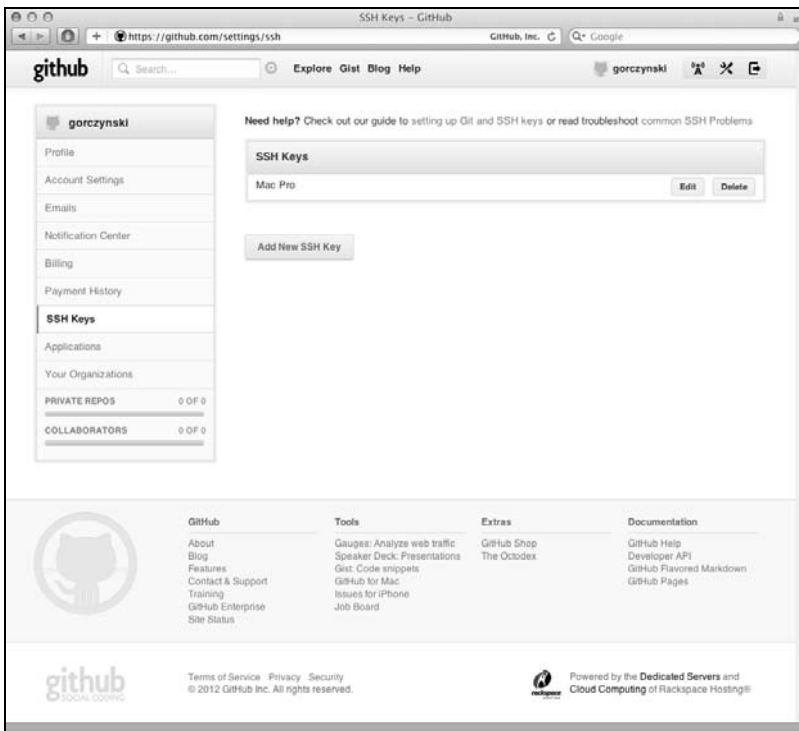 SSH Keys – GitHub
https://github.com/settings/ssh
GitHub, Inc.
Google
github
Search...
Explore Gist Blog Help
gorczynski
gorczynski
Profile
Account Settings
Emails
Notification Center
Billing
Payment History
SSH Keys
Applications
Your Organizations
PRIVATE REPOS 0 OF 0
COLLABORATORS 0 OF 0
Need help? Check out our guide to setting up Git and SSH keys or read troubleshoot common SSH Problems
SSH Keys
Mac Pro
Edit Delete
Add New SSH Key
GitHub
About
Blog
Features
Contact & Support
Training
GitHub Enterprise
Site Status
Tools
Gauges: Analyze web traffic
Speaker Deck: Presentations
Gist: Code snippets
GitHub for Mac
Issues for iPhone
Job Board
Extras
GitHub Shop
The Octodex
Documentation
GitHub Help
Developer API
GitHub Flavored Markdown
GitHub Pages
github
SOCIAL CODING
Terms of Service Privacy Security
© 2012 GitHub Inc. All rights reserved.
rackspace
Powered by the Dedicated Servers and
Cloud Computing of Rackspace Hosting®